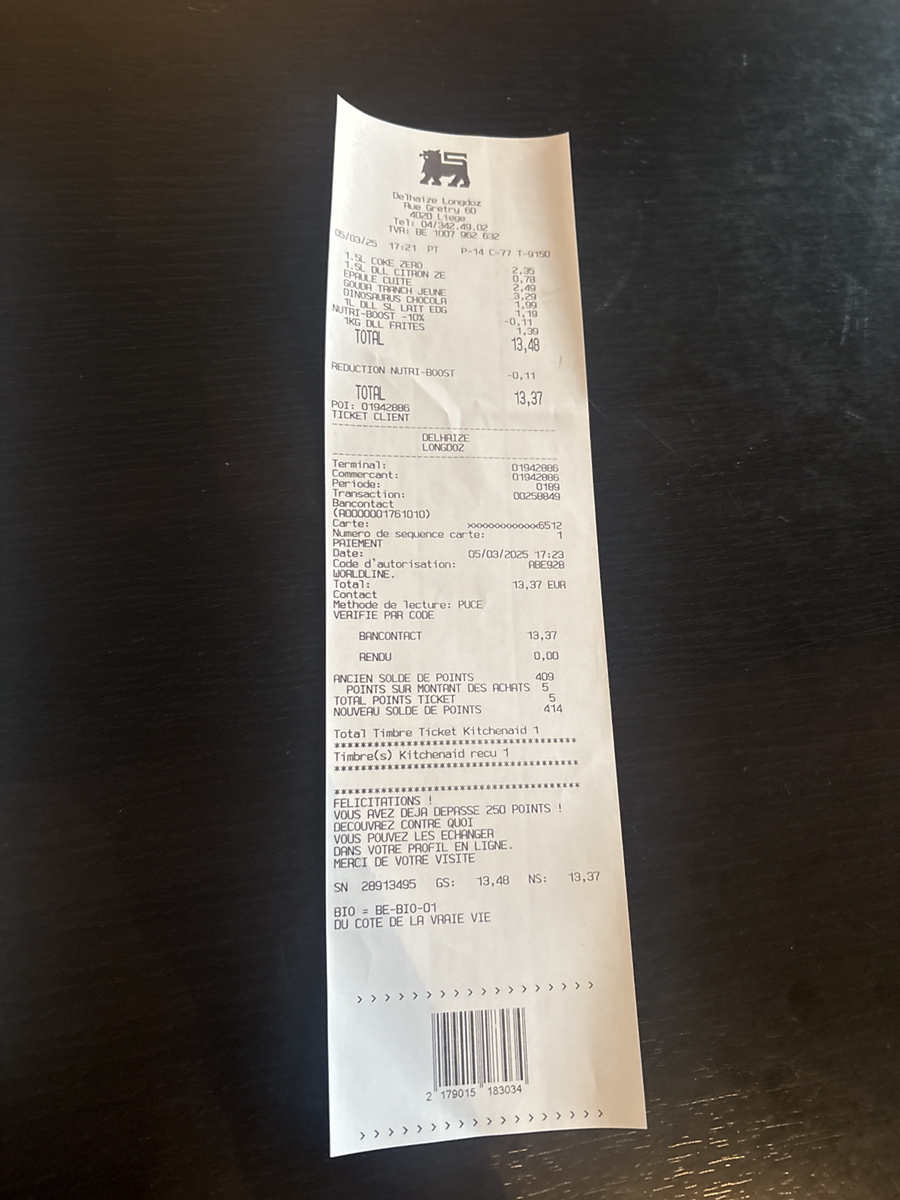 Delhaize Longdoz
Rue Gretry 60
4020 Liege
Tel: 04/342.49.02
TVA: BE 1007 962 632
05/03/25 17:21 PT P-14 C-77 T-9150
1.5L COKE ZERO 2,35
1.5L DLL CITRON ZE 0,78
EPAULE CUITE 2,49
GOUDA TRANCH JEUNE 3,29
DINOSAURUS CHOCOLA 1,99
1L DLL SL LAIT EDG 1,19
NUTRI-BOOST -10% -0,11
1KG DLL FRITES 1,39
TOTAL 13,48
REDUCTION NUTRI-BOOST -0,11
TOTAL 13,37
POI: 01942886
TICKET CLIENT
----------------------------------------
DELHAIZE
LONGDOZ
----------------------------------------
Terminal: 01942886
Commercant: 01942886
Periode: 0189
Transaction: 00258849
Bancontact
(A0000001761010)
Carte: xxxxxxxxxxxxx6512
Numero de sequence carte: 1
PAIEMENT
Date: 05/03/2025 17:23
Code d'autorisation: ABE928
WORLDLINE.
Total: 13,37 EUR
Contact
Methode de lecture: PUCE
VERIFIE PAR CODE
BANCONTACT 13,37
RENDU 0,00
ANCIEN SOLDE DE POINTS 409
POINTS SUR MONTANT DES ACHATS 5
TOTAL POINTS TICKET 5
NOUVEAU SOLDE DE POINTS 414
Total Timbre Ticket Kitchenaid 1
**************************************
Timbre(s) Kitchenaid recu 1
**************************************
**************************************
FELICITATIONS !
VOUS AVEZ DEJA DEPASSE 250 POINTS !
DECOUVREZ CONTRE QUOI
VOUS POUVEZ LES ECHANGER
DANS VOTRE PROFIL EN LIGNE.
MERCI DE VOTRE VISITE
SN 28913495 GS: 13,48 NS: 13,37
BIO = BE-BIO-01
DU COTE DE LA VRAIE VIE
> > > > > > > > > > > > > > > > > >
2 179015 183034
> > > > > > > > > > > > > > > > > >